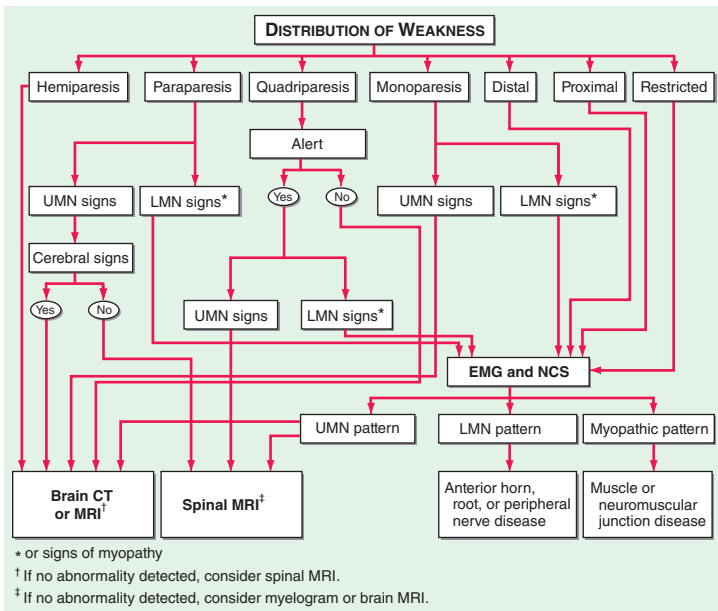 DISTRIBUTION OF WEAKNESS
Hemiparesis
Paraparesis
Quadriparesis
Monoparesis
Distal
Proximal
Restricted
Alert
Yes
No
UMN signs
LMN signs*
UMN signs
LMN signs*
Cerebral signs
Yes
No
UMN signs
LMN signs*
EMG and NCS
UMN pattern
LMN pattern
Myopathic pattern
Brain CT
or MRI†
Spinal MRI‡
Anterior horn,
root, or peripheral
nerve disease
Muscle or
neuromuscular
junction disease
* or signs of myopathy
† If no abnormality detected, consider spinal MRI.
‡ If no abnormality detected, consider myelogram or brain MRI.